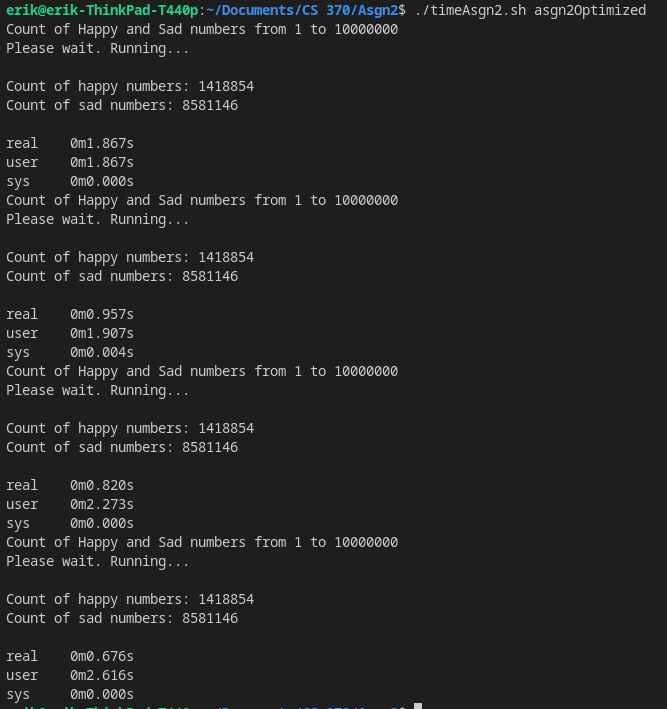 erik@erik-ThinkPad-T440p:~/Documents/CS 370/Asgn2$ ./timeAsgn2.sh asgn2Optimized
Count of Happy and Sad numbers from 1 to 10000000
Please wait. Running...
Count of happy numbers: 1418854
Count of sad numbers: 8581146
real 0m1.867s
user 0m1.867s
sys 0m0.000s
Count of Happy and Sad numbers from 1 to 10000000
Please wait. Running...
Count of happy numbers: 1418854
Count of sad numbers: 8581146
real 0m0.957s
user 0m1.907s
sys 0m0.004s
Count of Happy and Sad numbers from 1 to 10000000
Please wait. Running...
Count of happy numbers: 1418854
Count of sad numbers: 8581146
real 0m0.820s
user 0m2.273s
sys 0m0.000s
Count of Happy and Sad numbers from 1 to 10000000
Please wait. Running...
Count of happy numbers: 1418854
Count of sad numbers: 8581146
real 0m0.676s
user 0m2.616s
sys 0m0.000s